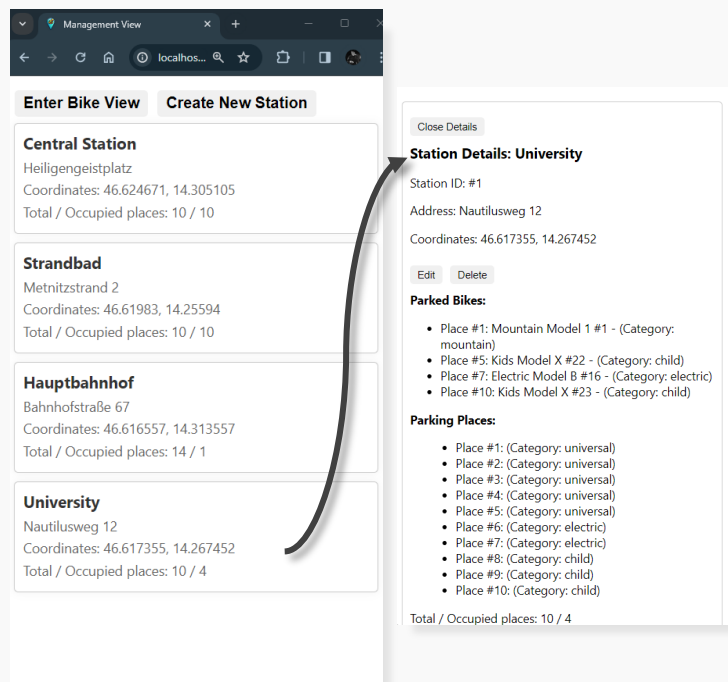 Management View
localhos...
Enter Bike View
Create New Station
Central Station
Heiligengeistplatz
Coordinates: 46.624671, 14.305105
Total / Occupied places: 10 / 10
Strandbad
Metnitzstrand 2
Coordinates: 46.61983, 14.25594
Total / Occupied places: 10 / 10
Hauptbahnhof
Bahnhofstraße 67
Coordinates: 46.616557, 14.313557
Total / Occupied places: 14 / 1
University
Nautilusweg 12
Coordinates: 46.617355, 14.267452
Total / Occupied places: 10 / 4
Close Details
Station Details: University
Station ID: #1
Address: Nautilusweg 12
Coordinates: 46.617355, 14.267452
Edit
Delete
Parked Bikes:
• Place #1: Mountain Model 1 #1 - (Category:
mountain)
• Place #5: Kids Model X #22 - (Category: child)
• Place #7: Electric Model B #16 - (Category: electric)
• Place #10: Kids Model X #23 - (Category: child)
Parking Places:
• Place #1: (Category: universal)
• Place #2: (Category: universal)
• Place #3: (Category: universal)
• Place #4: (Category: universal)
• Place #5: (Category: universal)
• Place #6: (Category: electric)
• Place #7: (Category: electric)
• Place #8: (Category: child)
• Place #9: (Category: child)
• Place #10: (Category: child)
Total / Occupied places: 10 / 4